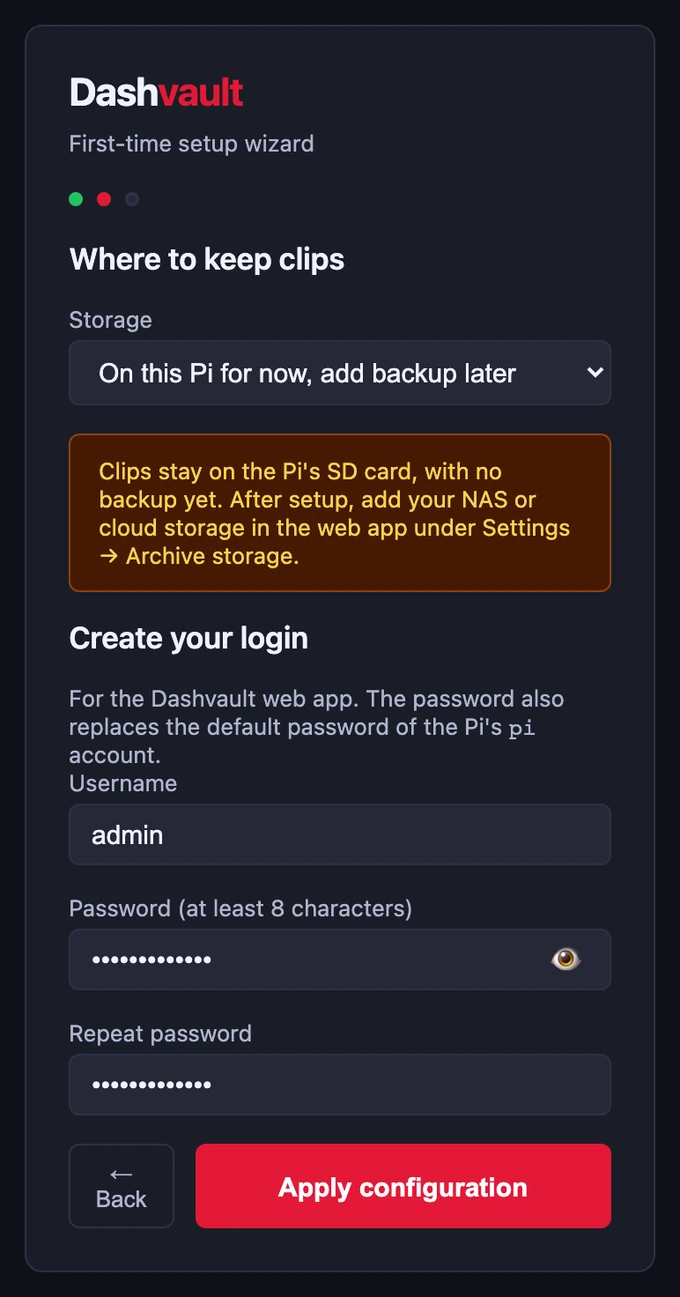 Dashvault
First-time setup wizard
Where to keep clips
Storage
On this Pi for now, add backup later
Clips stay on the Pi's SD card, with no
backup yet. After setup, add your NAS or
cloud storage in the web app under Settings
→ Archive storage.
Create your login
For the Dashvault web app. The password also
replaces the default password of the Pi's pi
account.
Username
admin
Password (at least 8 characters)
•••••••••••••
Repeat password
•••••••••••••
←
Back
Apply configuration